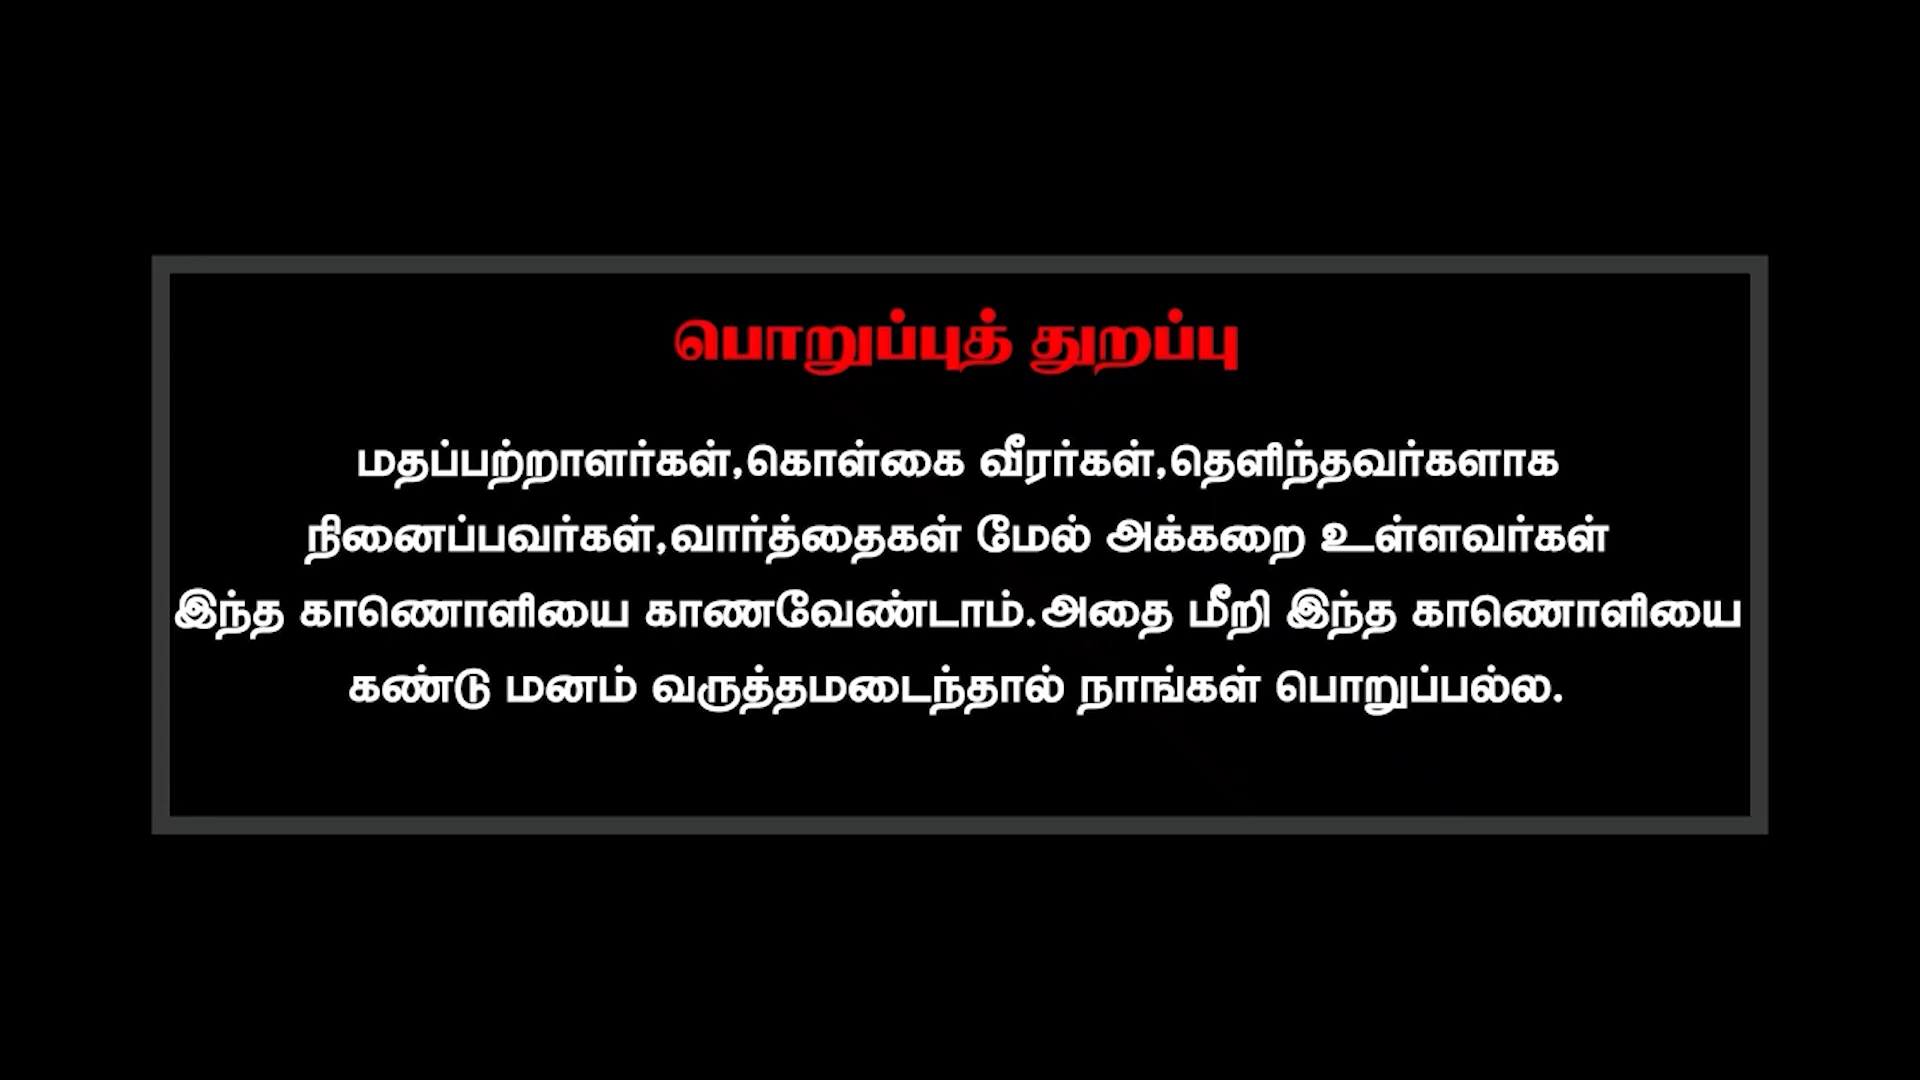 பொறுப்புத் துறப்பு
மதப்பற்றாளர்கள்,கொள்கை வீரர்கள்,தெளிந்தவர்களாக
நினைப்பவர்கள்,வார்த்தைகள் மேல் அக்கறை உள்ளவர்கள்
இந்த காணொளியை காணவேண்டாம்.அதை மீறி இந்த காணொளியை
கண்டு மனம் வருத்தமடைந்தால் நாங்கள் பொறுப்பல்ல.